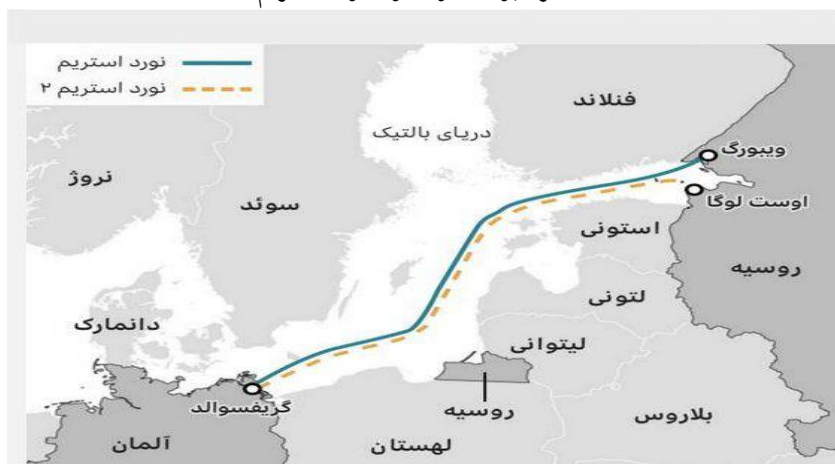 نورد استریم
نورد استریم ۲
فنلاند
دریای بالتیک
ویبورگ
نروژ
سوئد
اوست لوگا
استونی
روسیه
لتونی
دانمارک
لیتوانی
گریفسوالد
روسیه
بلاروس
آلمان
لهستان